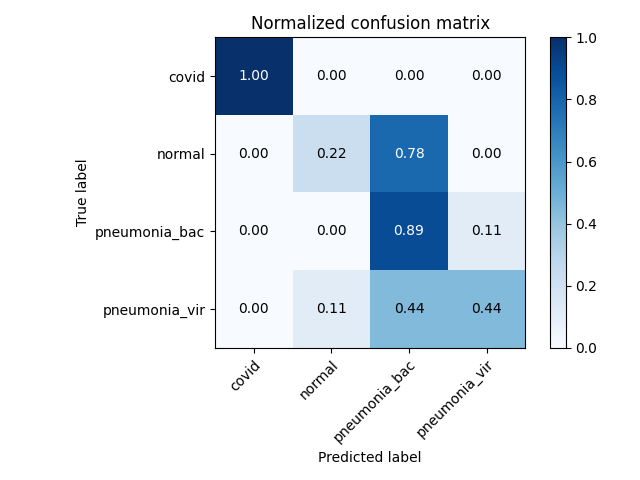 Normalized confusion matrix
True label
covid 1.00 0.00 0.00 0.00
normal 0.00 0.22 0.78 0.00
pneumonia_bac 0.00 0.00 0.89 0.11
pneumonia_vir 0.00 0.11 0.44 0.44
covid normal pneumonia_bac pneumonia_vir
Predicted label
1.0
0.8
0.6
0.4
0.2
0.0